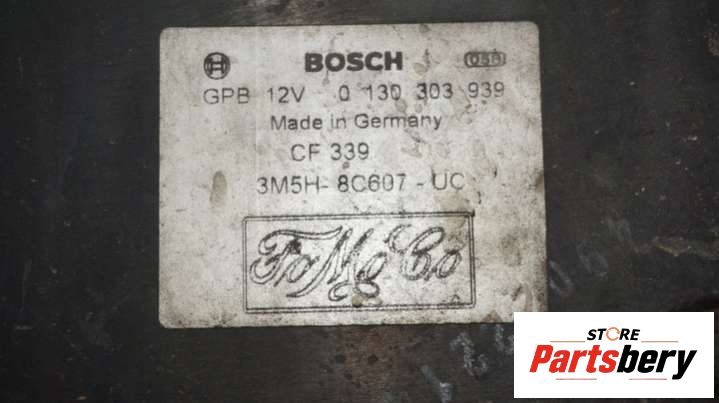 BOSCH
GPB 12V 0 130 303 939
Made in Germany
CF 339
3M5H-8C607-UC
FoMoCo
STORE
Partsbery